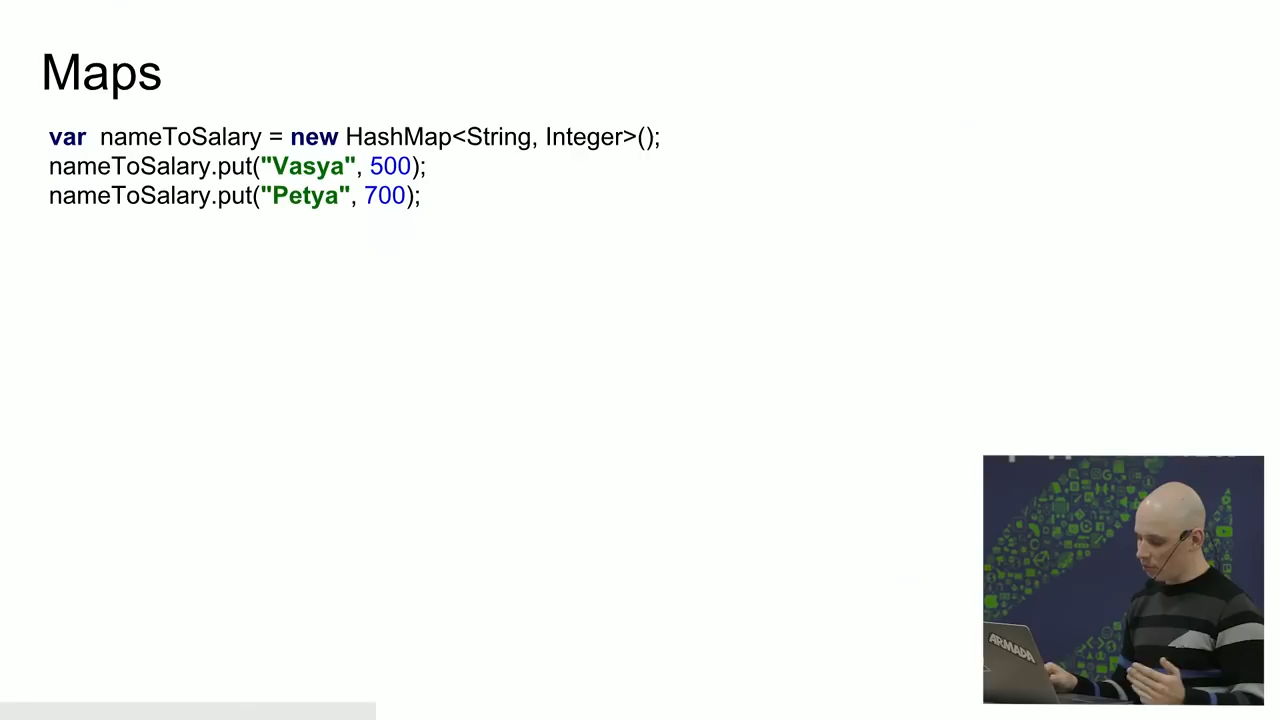 Maps
var nameToSalary = new HashMap<String, Integer>();
nameToSalary.put("Vasya", 500);
nameToSalary.put("Petya", 700);
ARMADA